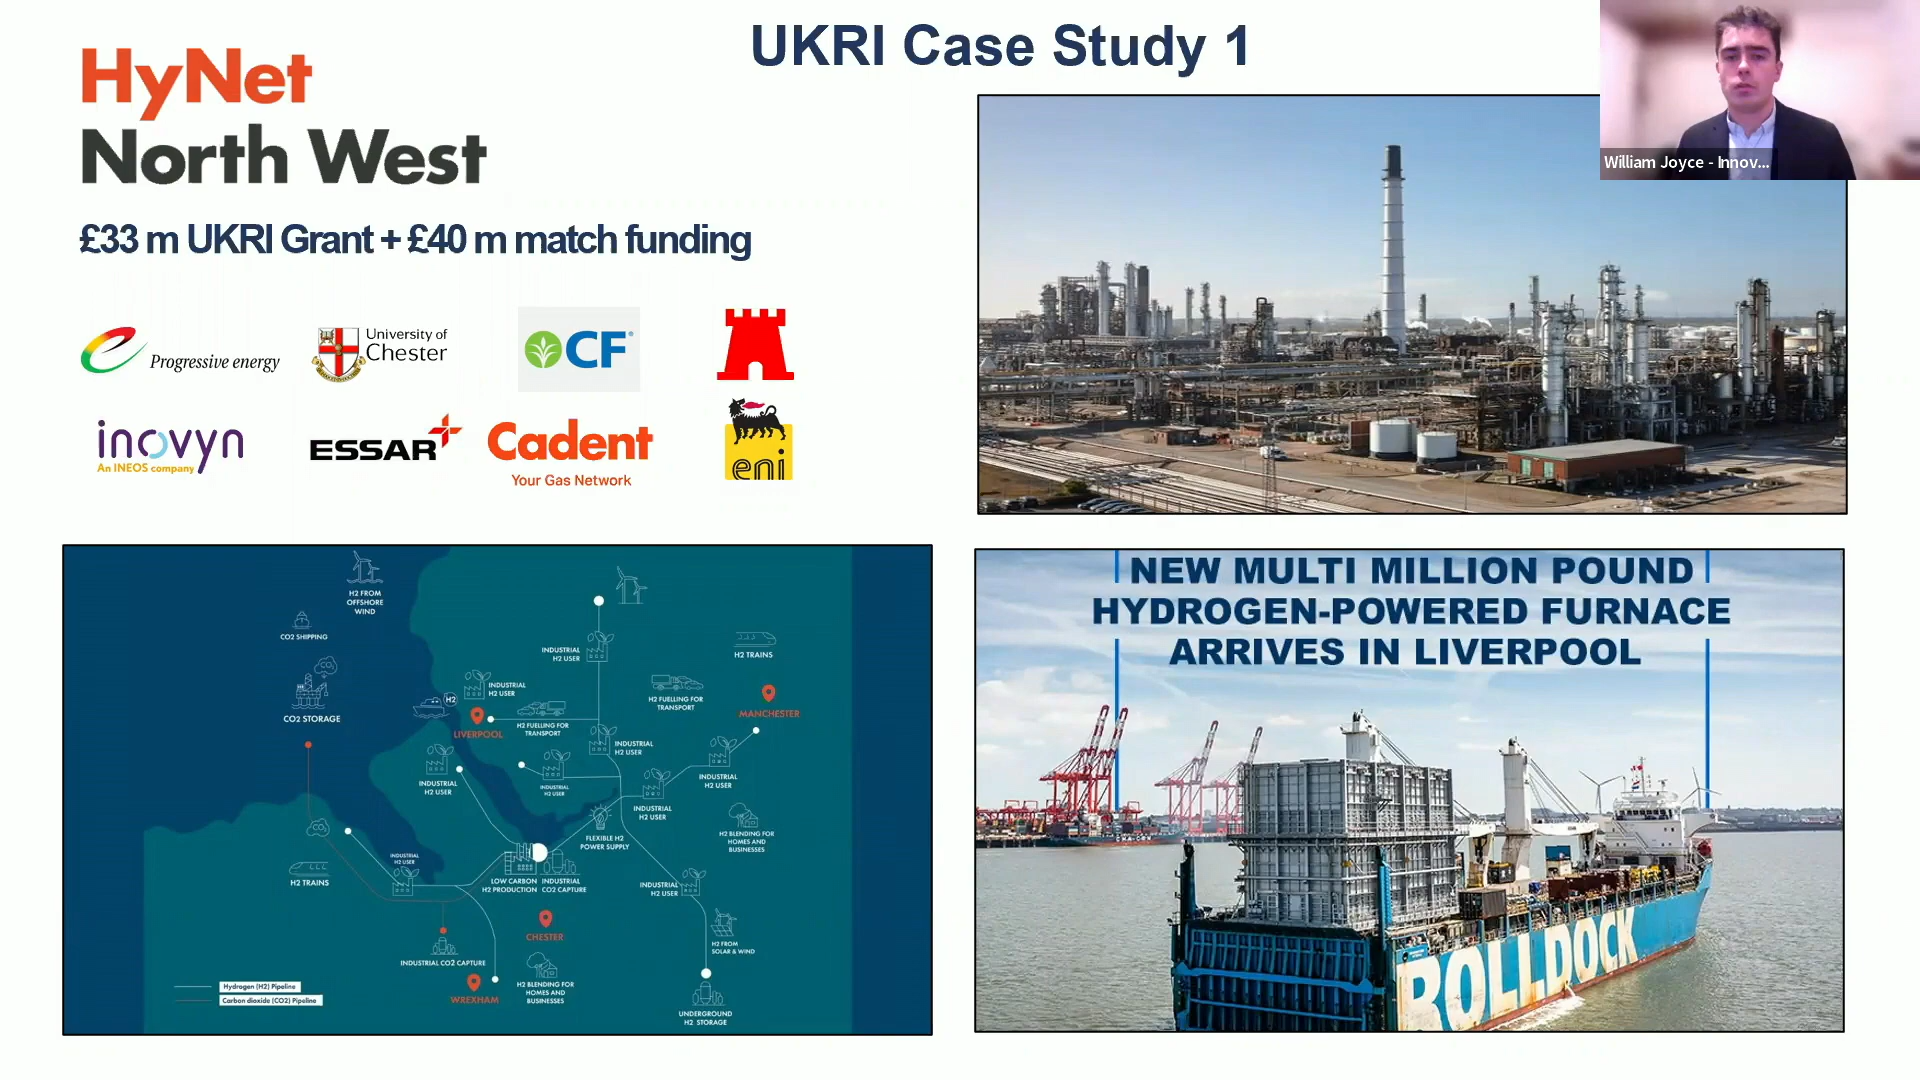 UKRI Case Study 1
HyNet
North West
£33 m UKRI Grant + £40 m match funding
William Joyce - Innov...
Progressive energy
University of
Chester
CF
inovyn
An INEOS company
ESSAR
Cadent
Your Gas Network
eni
H2 FROM
OFFSHORE
WIND
CO2 SHIPPING
CO2 STORAGE
INDUSTRIAL
H2 USER
H2 TRAINS
INDUSTRIAL
H2 USER
H2
LIVERPOOL
H2 FUELLING FOR
TRANSPORT
H2 FUELLING FOR
TRANSPORT
MANCHESTER
INDUSTRIAL
H2 USER
INDUSTRIAL
H2 USER
INDUSTRIAL
H2 USER
INDUSTRIAL
H2 USER
INDUSTRIAL
H2 USER
FLEXIBLE H2
POWER SUPPLY
H2 BLENDING FOR
HOMES AND
BUSINESSES
INDUSTRIAL
H2 USER
H2 TRAINS
LOW CARBON
H2 PRODUCTION
INDUSTRIAL
CO2 CAPTURE
INDUSTRIAL
H2 USER
CHESTER
H2 FROM
SOLAR & WIND
INDUSTRIAL CO2 CAPTURE
WREXHAM
H2 BLENDING FOR
HOMES AND
BUSINESSES
UNDERGROUND
H2 STORAGE
Hydrogen (H2) Pipeline
Carbon dioxide (CO2) Pipeline
NEW MULTI MILLION POUND
HYDROGEN-POWERED FURNACE
ARRIVES IN LIVERPOOL
ROLLDOCK